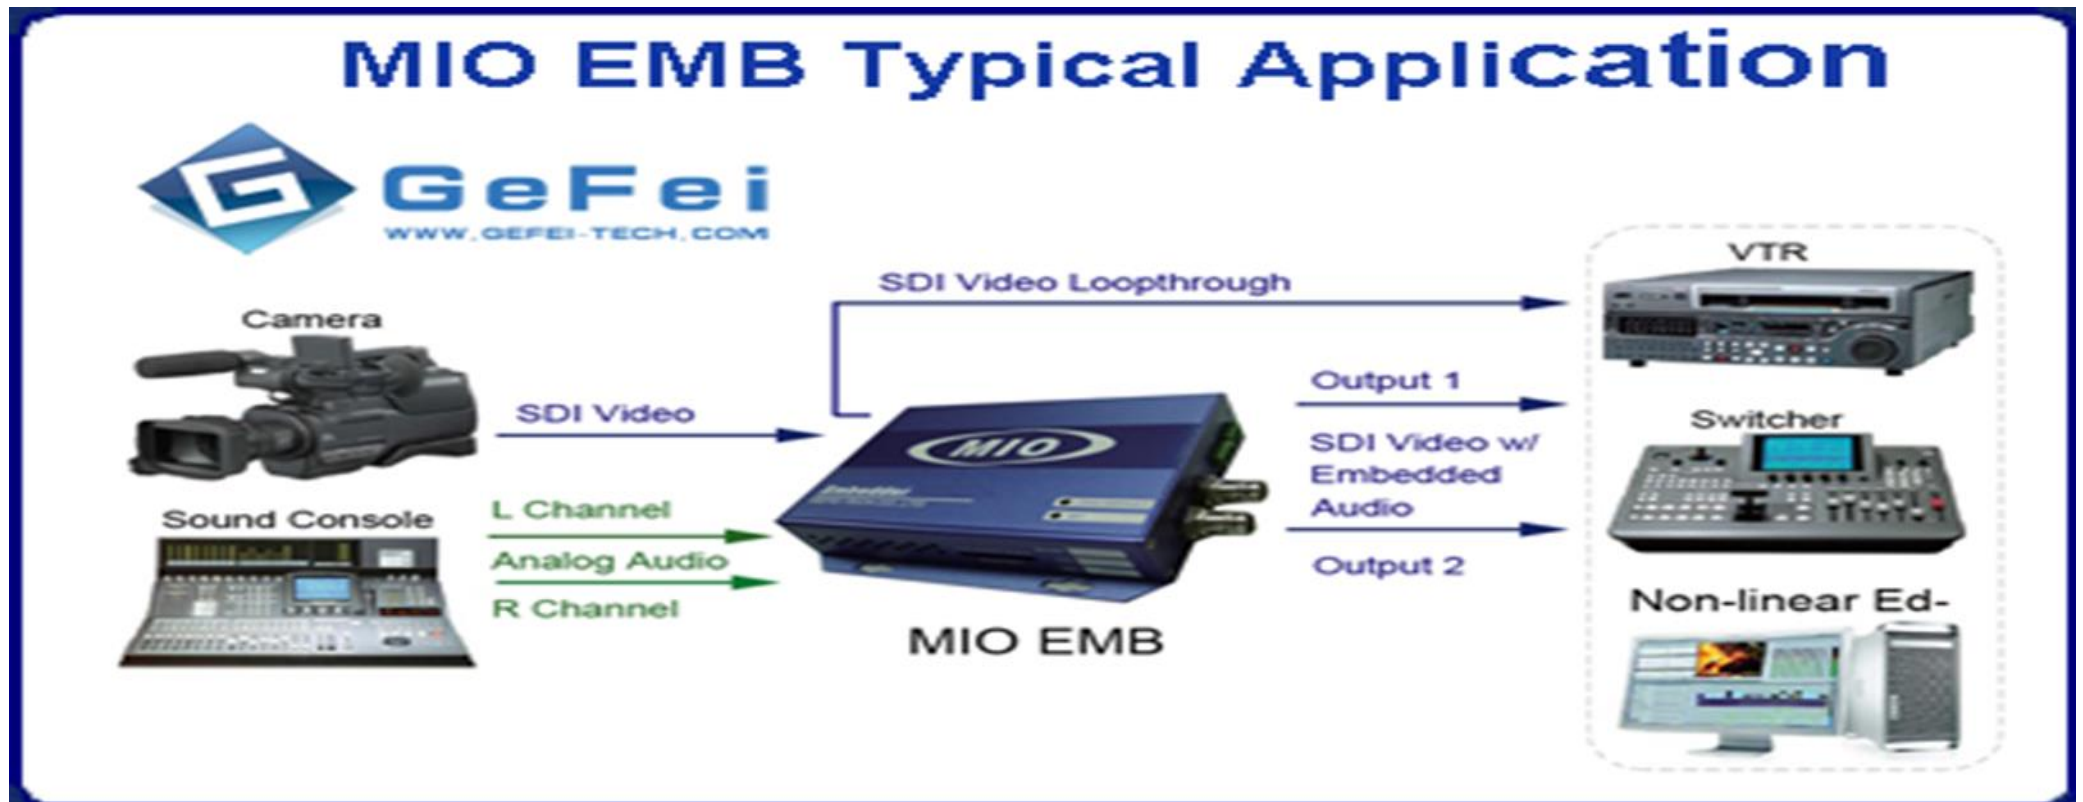 MIO EMB Typical Application
GeFei
WWW.GEFEI-TECH.COM
VTR
SDI Video Loopthrough
Camera
Output 1
SDI Video
Switcher
SDI Video w/
Embedded
Audio
MIO
Embedder
L Channel
Sound Console
Analog Audio
Output 2
R Channel
Non-linear Ed-
MIO EMB